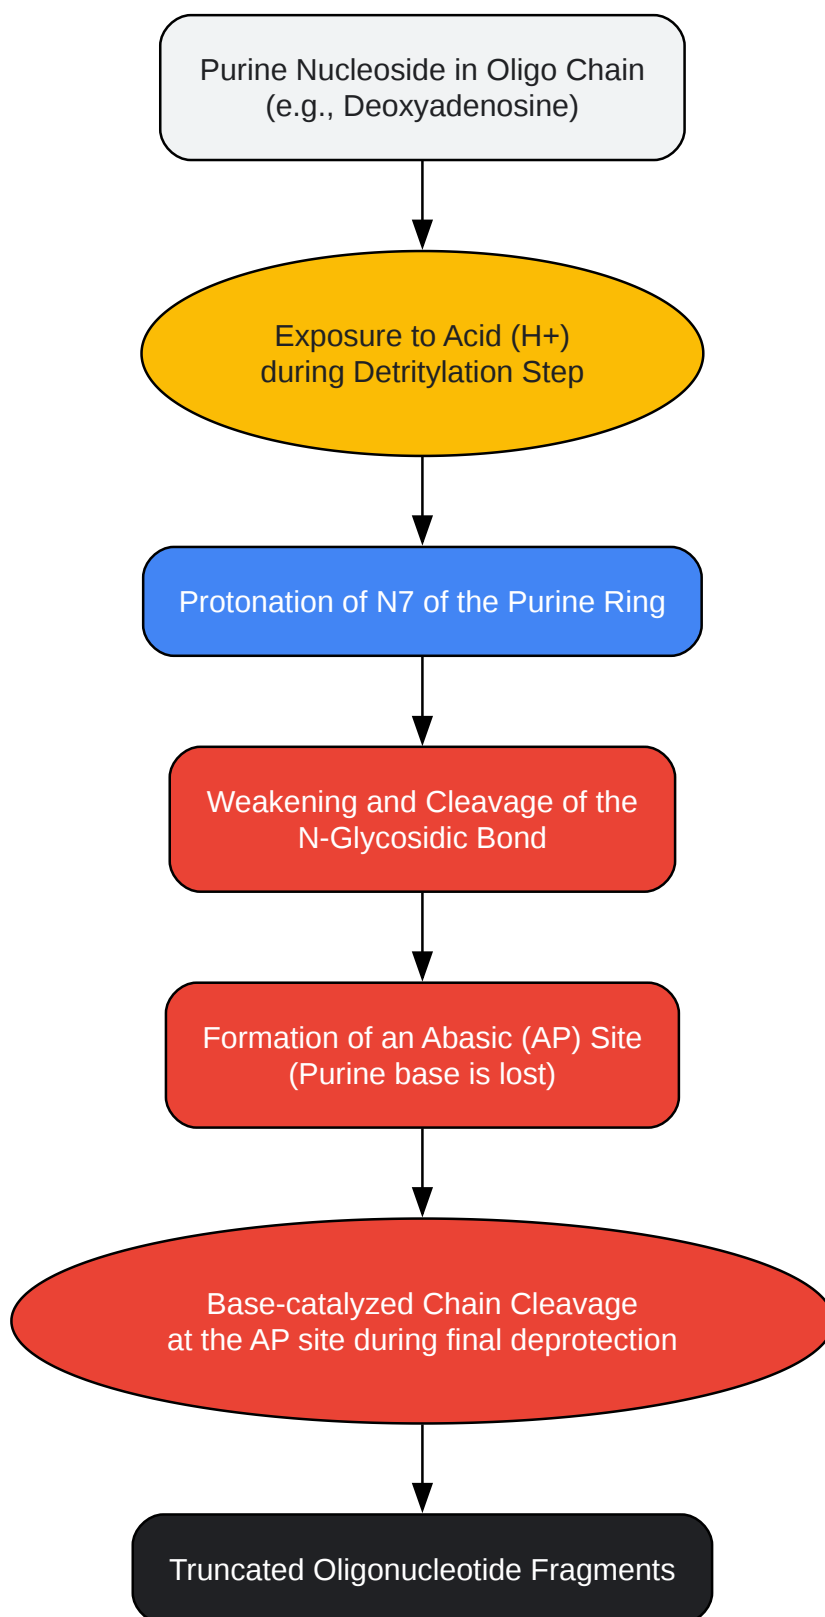 Purine Nucleoside in Oligo Chain
(e.g., Deoxyadenosine)
Exposure to Acid (H+)
during Detritylation Step
Protonation of N7 of the Purine Ring
Weakening and Cleavage of the
N-Glycosidic Bond
Formation of an Abasic (AP) Site
(Purine base is lost)
Base-catalyzed Chain Cleavage
at the AP site during final deprotection
Truncated Oligonucleotide Fragments